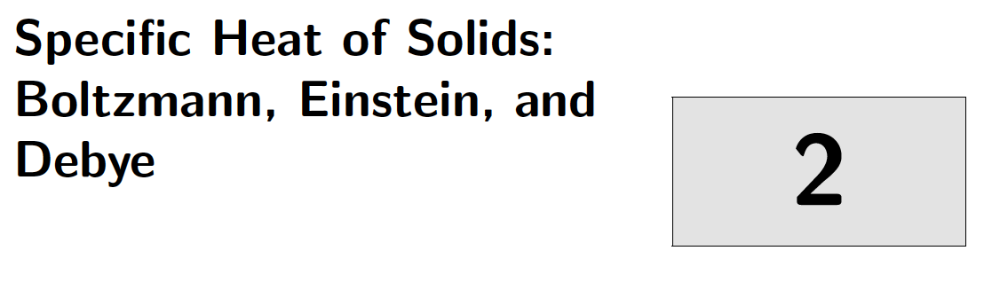 Specific Heat of Solids:
Boltzmann, Einstein, and
Debye
2